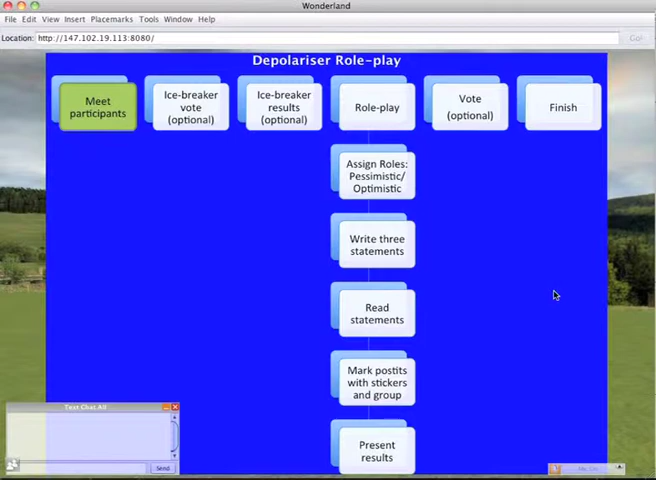 Wonderland
File Edit View Insert Placemarks Tools Window Help
Location: http://147.102.19.113:8080/ Go!
Depolariser Role-play
Meet
participants
Ice-breaker
vote
(optional)
Ice-breaker
results
(optional)
Role-play
Vote
(optional)
Finish
Assign Roles:
Pessimistic/
Optimistic
Write three
statements
Read
statements
Mark postits
with stickers
and group
Present
results
Text Chat All
Send